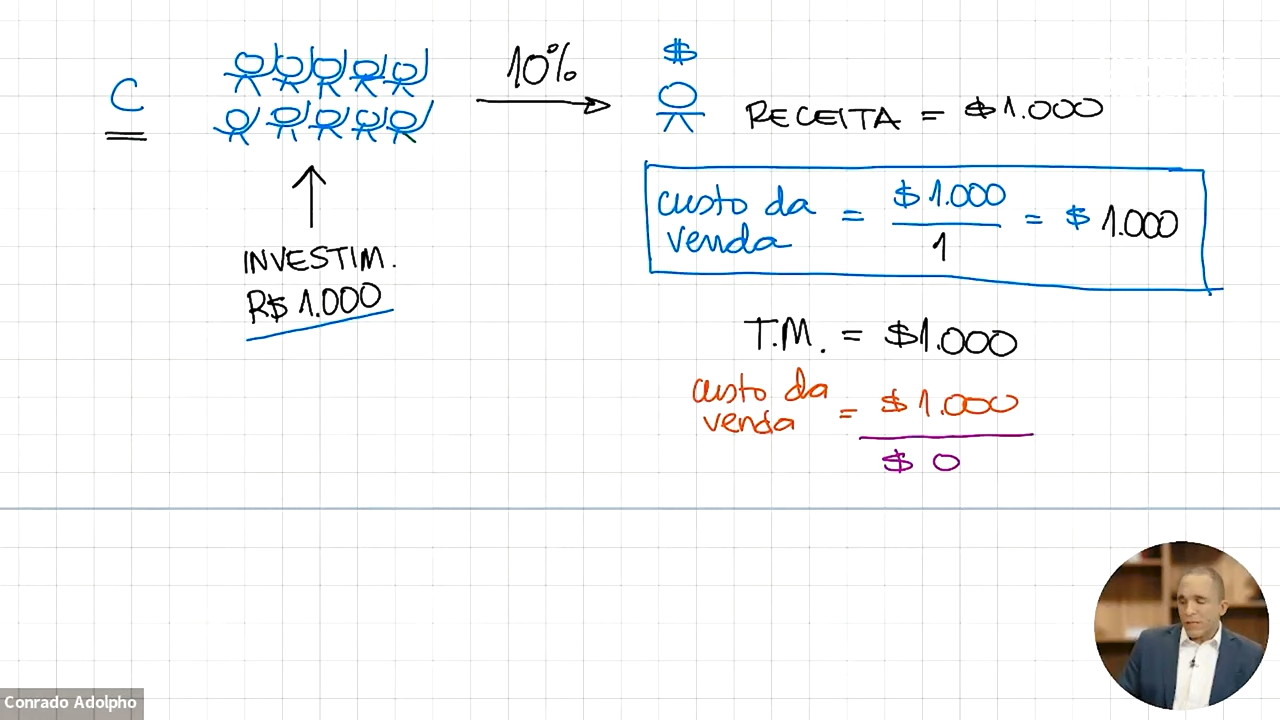 C
10%
$
RECEITA = $1.000
INVESTIM.
R$ 1.000
custo da venda = $1.000 / 1 = $ 1.000
T.M. = $1.000
custo da venda = $1.000
$ 0
Conrado Adolpho